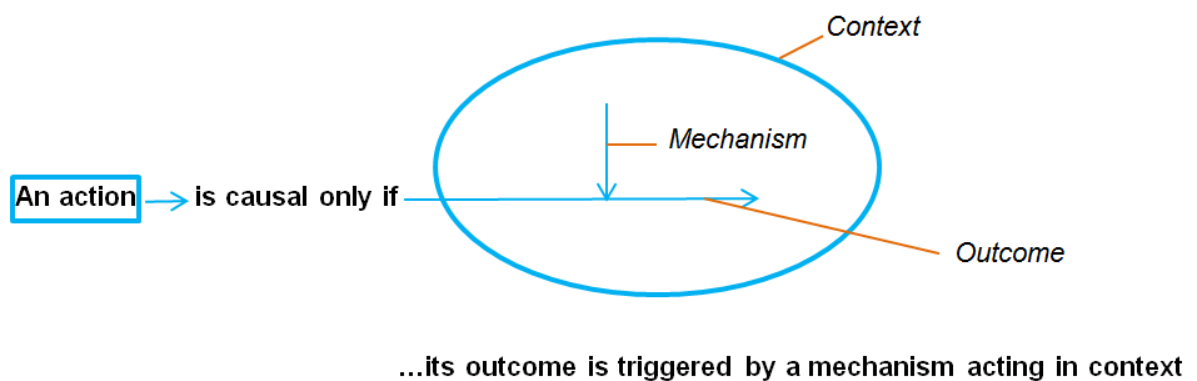 Context
Mechanism
An action is causal only if
Outcome
...its outcome is triggered by a mechanism acting in context